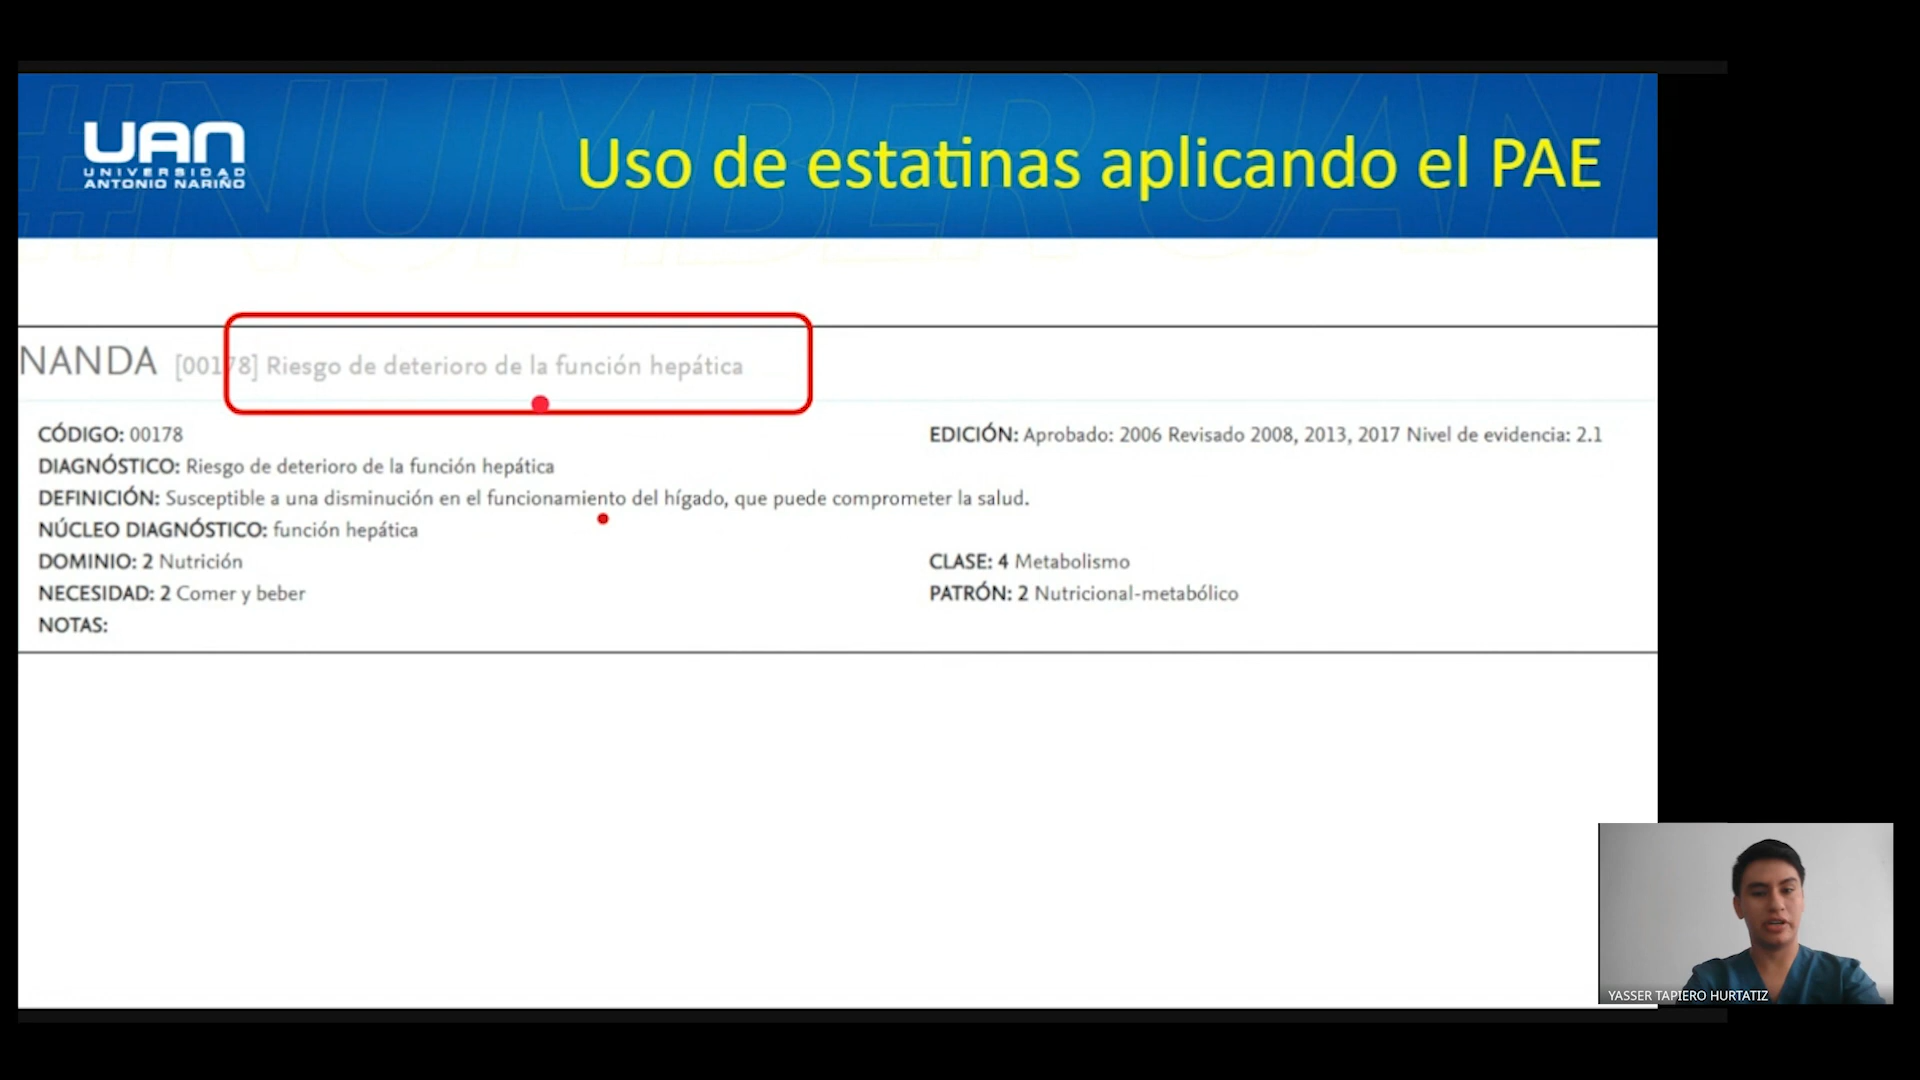 #NUMBER UAN
UAN
UNIVERSIDAD
ANTONIO NARIÑO
Uso de estatinas aplicando el PAE
NANDA [00178] Riesgo de deterioro de la función hepática
CÓDIGO: 00178
EDICIÓN: Aprobado: 2006 Revisado 2008, 2013, 2017 Nivel de evidencia: 2.1
DIAGNÓSTICO: Riesgo de deterioro de la función hepática
DEFINICIÓN: Susceptible a una disminución en el funcionamiento del hígado, que puede comprometer la salud.
NÚCLEO DIAGNÓSTICO: función hepática
DOMINIO: 2 Nutrición
CLASE: 4 Metabolismo
NECESIDAD: 2 Comer y beber
PATRÓN: 2 Nutricional-metabólico
NOTAS:
YASSER TAPIERO HURTATIZ